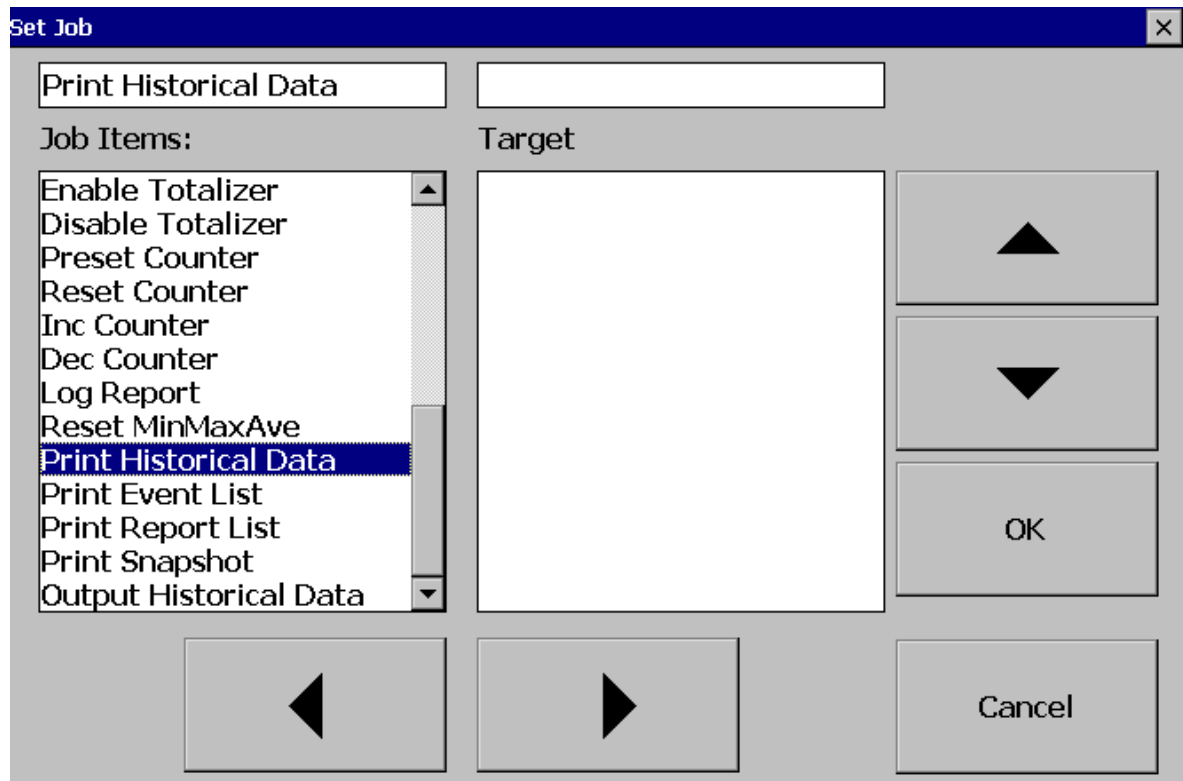 Set Job
Print Historical Data
Job Items:
Target
Enable Totalizer
Disable Totalizer
Preset Counter
Reset Counter
Inc Counter
Dec Counter
Log Report
Reset MinMaxAve
Print Historical Data
Print Event List
Print Report List
Print Snapshot
Output Historical Data
OK
Cancel